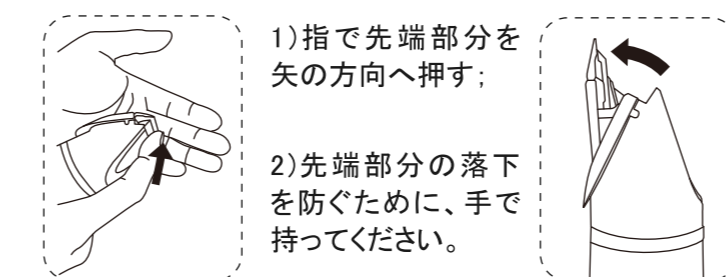 1)指で先端部分を
矢の方向へ押す;
2)先端部分の落下
を防ぐために、手で
持ってください。